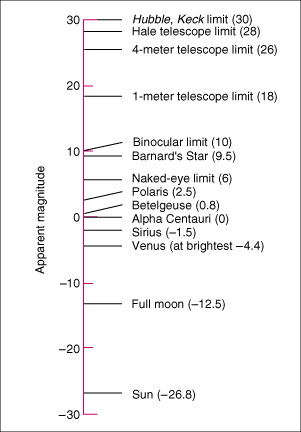 30
Hubble, Keck limit (30)
Hale telescope limit (28)
4-meter telescope limit (26)
20
1-meter telescope limit (18)
10
Binocular limit (10)
Barnard's Star (9.5)
Naked-eye limit (6)
Polaris (2.5)
Betelgeuse (0.8)
0
Alpha Centauri (0)
Sirius (−1.5)
Venus (at brightest −4.4)
Apparent magnitude
−10
Full moon (−12.5)
−20
Sun (−26.8)
−30